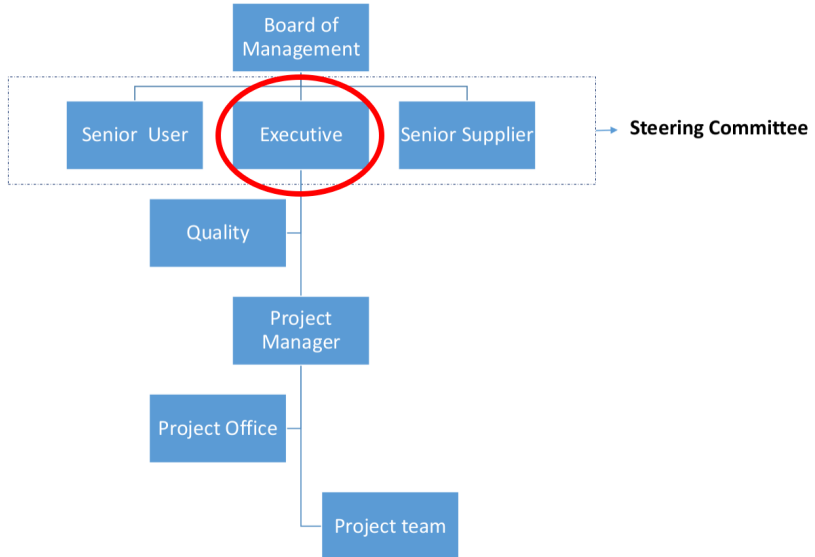 Board of
Management
Senior User
Executive
Senior Supplier
Steering Committee
Quality
Project
Manager
Project Office
Project team